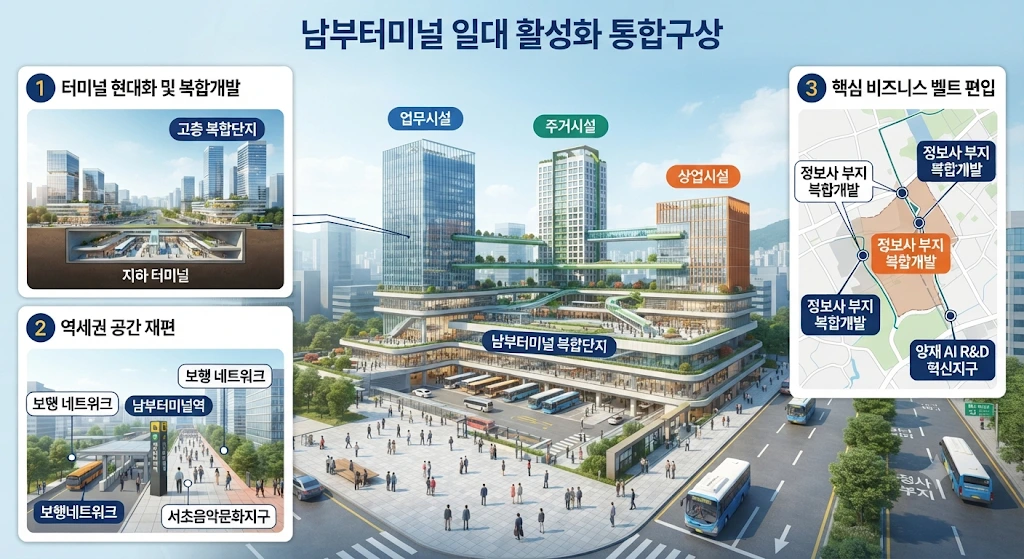 남부터미널 일대 활성화 통합구상
1 터미널 현대화 및 복합개발
고층 복합단지
지하 터미널
2 역세권 공간 재편
보행 네트워크
보행 네트워크
남부터미널역
보행네트워크
서초음악문화지구
업무시설
주거시설
상업시설
남부터미널 복합단지
3 핵심 비즈니스 벨트 편입
정보사 부지
복합개발
정보사 부지
복합개발
정보사 부지
복합개발
정보사 부지
복합개발
양재 AI R&D
혁신지구
정사
부지